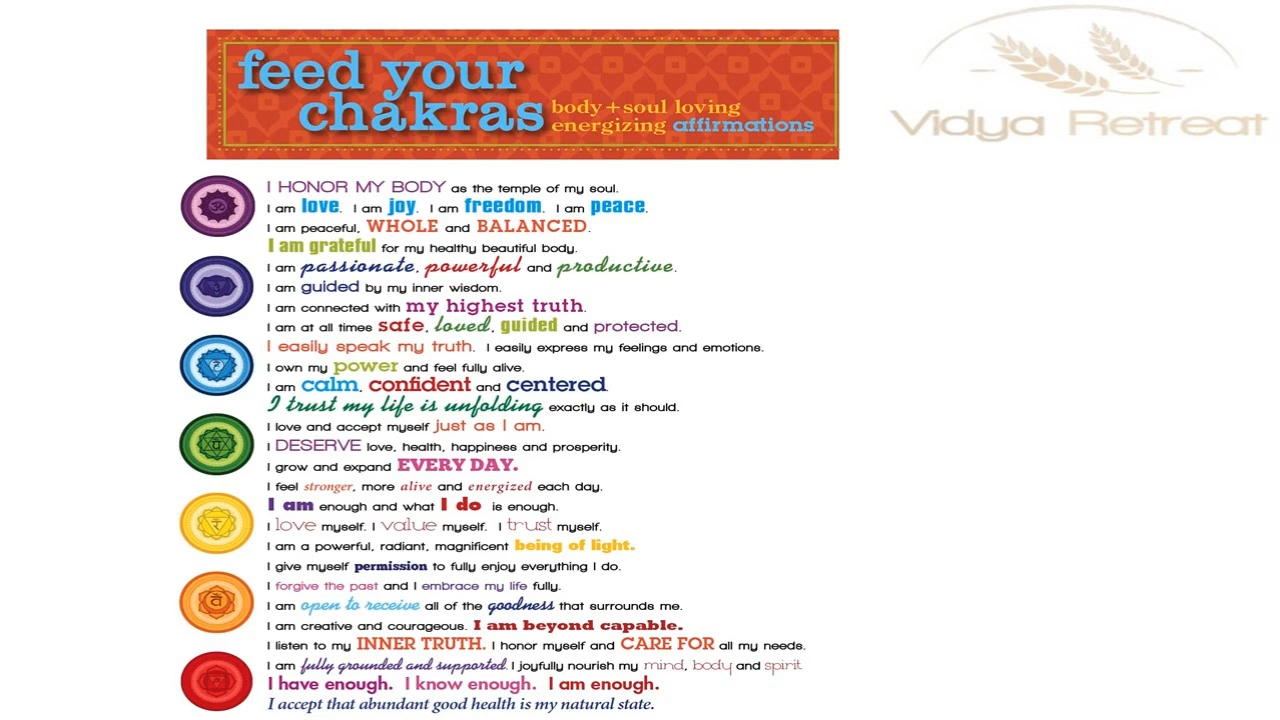 feed your
chakras
body+soul loving
energizing affirmations
Vidya Retreat
I HONOR MY BODY as the temple of my soul.
I am love. I am joy. I am freedom. I am peace.
I am peaceful, WHOLE and BALANCED.
I am grateful for my healthy beautiful body.
I am passionate, powerful and productive.
I am guided by my inner wisdom.
I am connected with my highest truth.
I am at all times safe, loved, guided and protected.
I easily speak my truth. I easily express my feelings and emotions.
I own my power and feel fully alive.
I am calm, confident and centered.
I trust my life is unfolding exactly as it should.
I love and accept myself just as I am.
I DESERVE love, health, happiness and prosperity.
I grow and expand EVERY DAY.
I feel stronger, more alive and energized each day.
I am enough and what I do is enough.
I love myself. I value myself. I trust myself.
I am a powerful, radiant, magnificent being of light.
I give myself permission to fully enjoy everything I do.
I forgive the past and I embrace my life fully.
I am open to receive all of the goodness that surrounds me.
I am creative and courageous. I am beyond capable.
I listen to my INNER TRUTH. I honor myself and CARE FOR all my needs.
I am fully grounded and supported. I joyfully nourish my mind, body and spirit
I have enough. I know enough. I am enough.
I accept that abundant good health is my natural state.